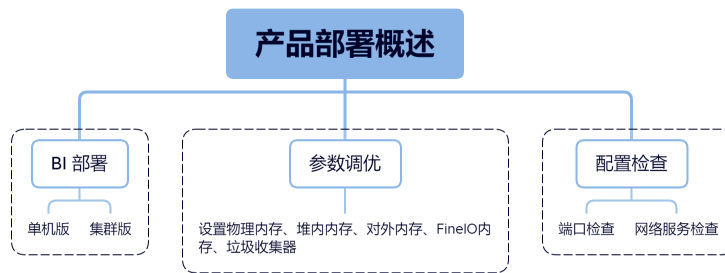 产品部署概述
BI 部署
参数调优
配置检查
单机版
集群版
设置物理内存、堆内内存、对外内存、FineIO内
存、垃圾收集器
端口检查
网络服务检查